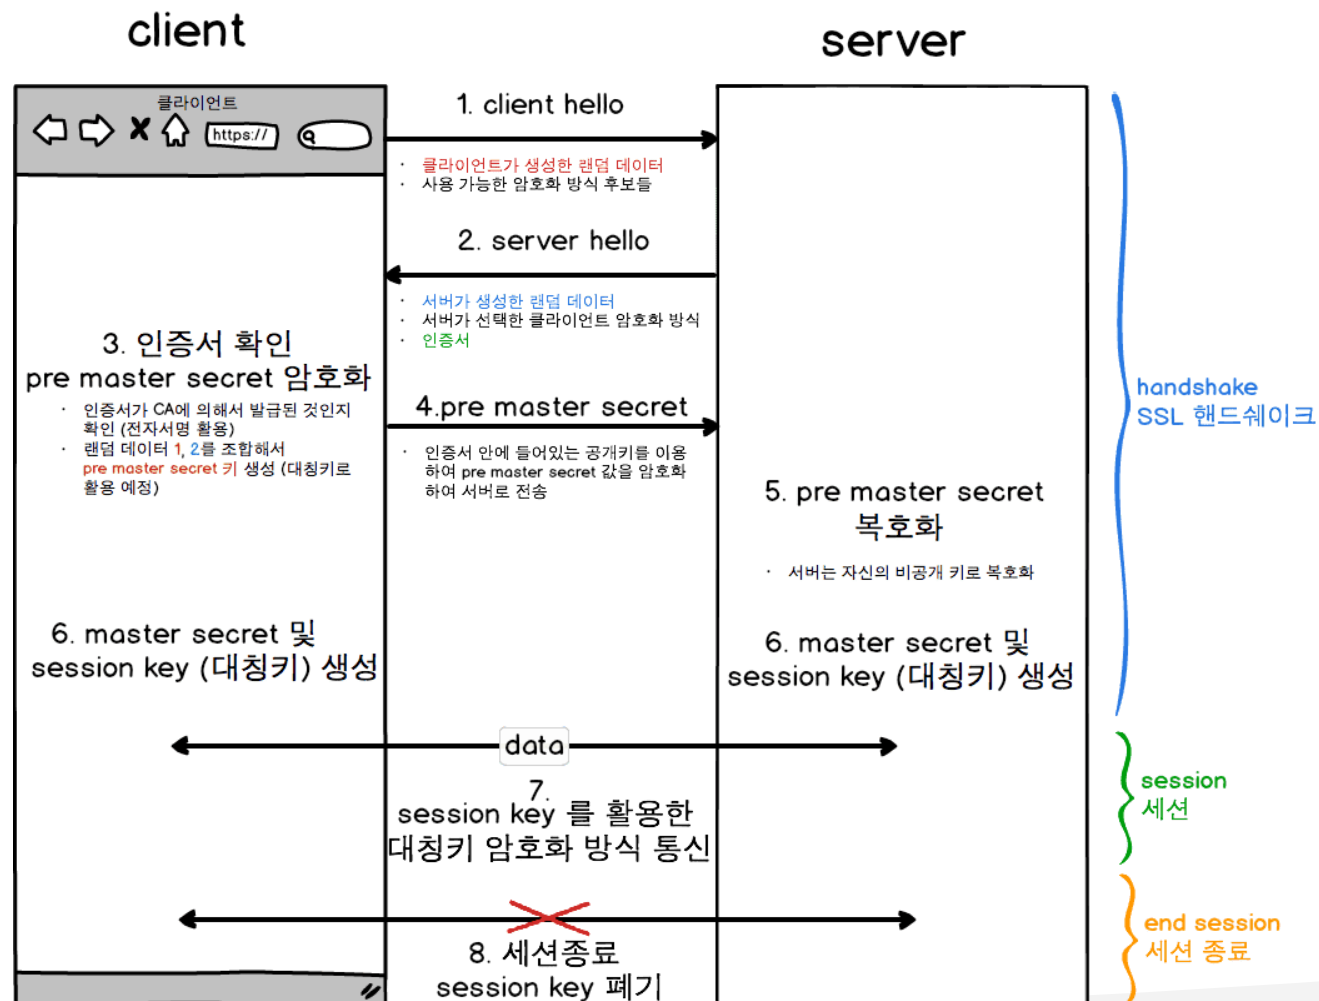 client
server
클라이언트
https://
1. client hello
· 클라이언트가 생성한 랜덤 데이터
· 사용 가능한 암호화 방식 후보들
2. server hello
· 서버가 생성한 랜덤 데이터
· 서버가 선택한 클라이언트 암호화 방식
· 인증서
3. 인증서 확인
pre master secret 암호화
· 인증서가 CA에 의해서 발급된 것인지
확인 (전자서명 활용)
· 랜덤 데이터 1, 2를 조합해서
pre master secret 키 생성 (대칭키로
활용 예정)
4.pre master secret
· 인증서 안에 들어있는 공개키를 이용
하여 pre master secret 값을 암호화
하여 서버로 전송
handshake
SSL 핸드쉐이크
5. pre master secret
복호화
· 서버는 자신의 비공개 키로 복호화
6. master secret 및
session key (대칭키) 생성
6. master secret 및
session key (대칭키) 생성
data
7.
session key 를 활용한
대칭키 암호화 방식 통신
session
세션
8. 세션종료
session key 폐기
end session
세션 종료